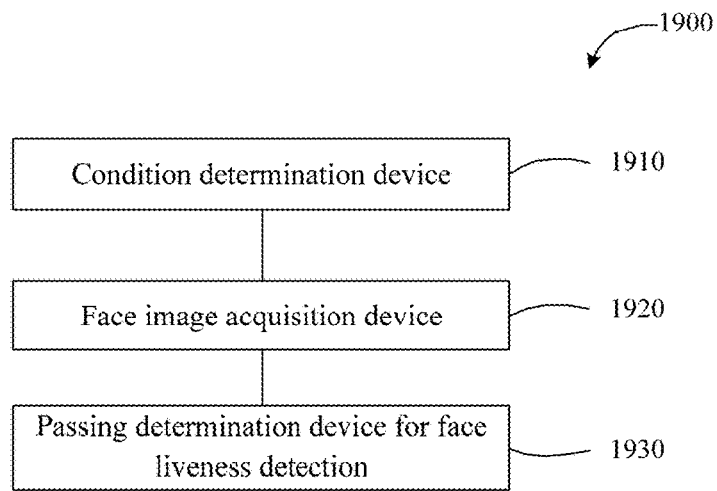 1900
Condition determination device
1910
Face image acquisition device
1920
Passing determination device for face
liveness detection
1930